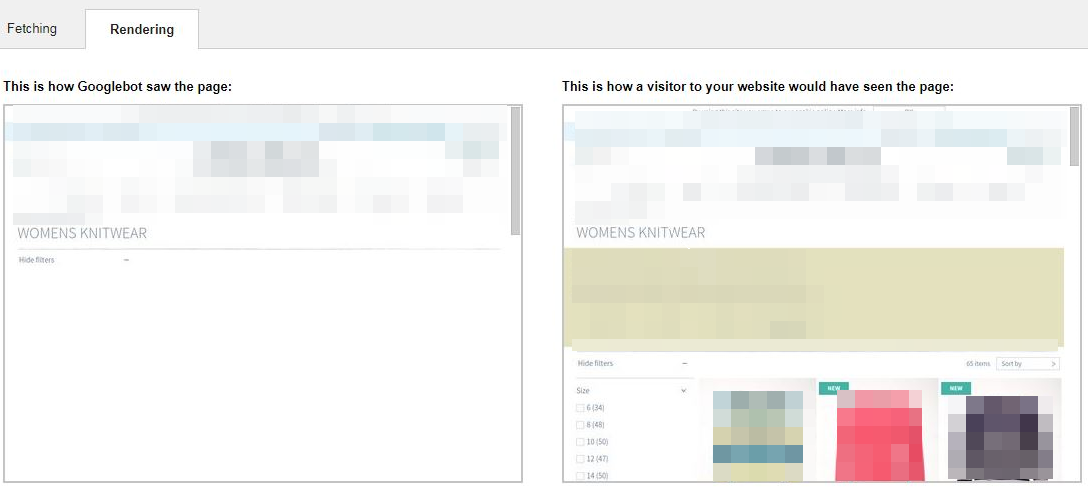 Fetching
Rendering
This is how Googlebot saw the page:
WOMENS KNITWEAR
Hide filters
This is how a visitor to your website would have seen the page:
WOMENS KNITWEAR
Hide filters
65 items
Sort by
Size
6 (34)
8 (48)
10 (50)
12 (47)
14 (50)
NEW
NEW